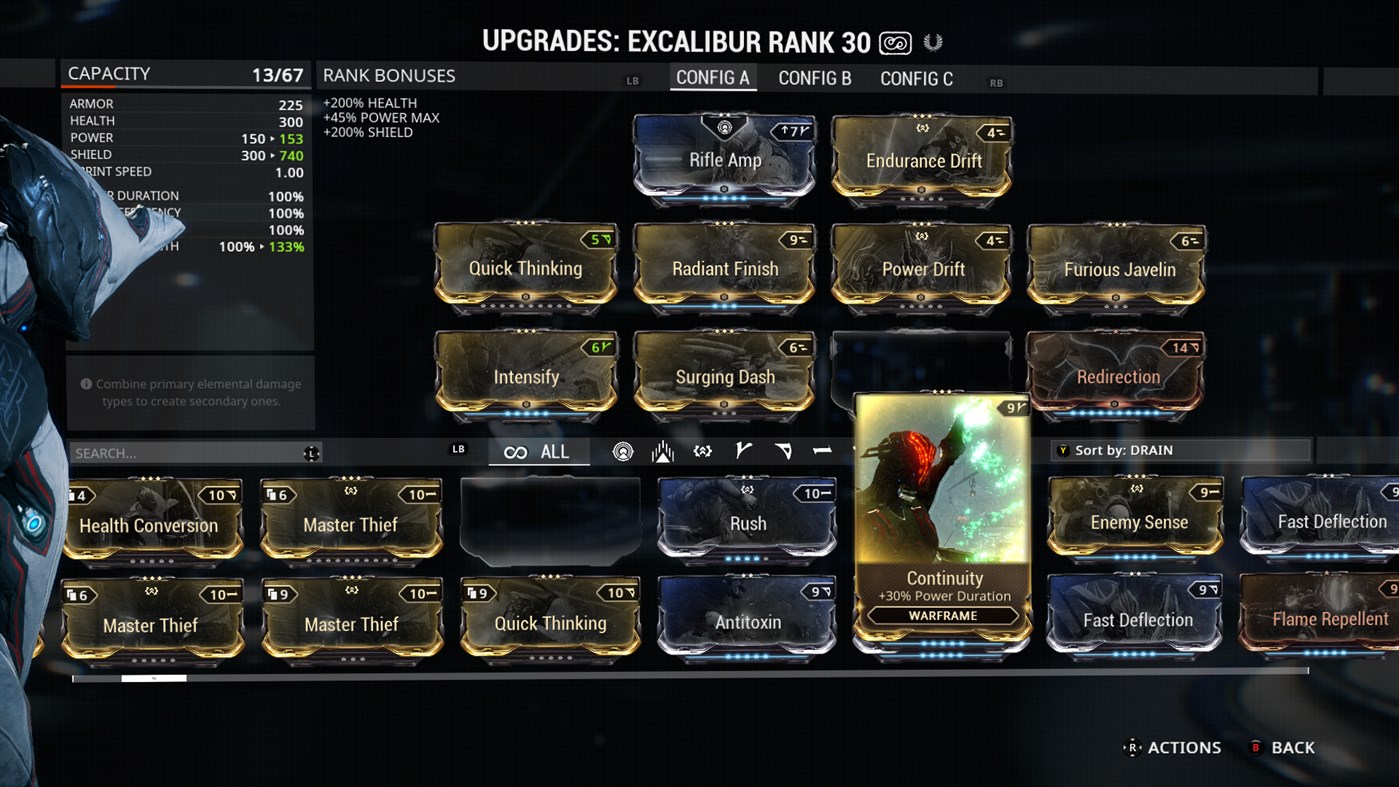 UPGRADES: EXCALIBUR RANK 30
CAPACITY 13/67
RANK BONUSES
LB CONFIG A CONFIG B CONFIG C RB
ARMOR 225
HEALTH 300
POWER 150 ▸ 153
SHIELD 300 ▸ 740
RINT SPEED 1.00
R DURATION 100%
100%
100%
TH 100% ▸ 133%
+200% HEALTH
+45% POWER MAX
+200% SHIELD
Combine primary elemental damage
types to create secondary ones.
↑7
Rifle Amp
4
Endurance Drift
5
Quick Thinking
9
Radiant Finish
4
Power Drift
6
Furious Javelin
6
Intensify
6
Surging Dash
14
Redirection
SEARCH... L
LB ∞ ALL
Y Sort by: DRAIN
4 10
Health Conversion
6 10
Master Thief
10
Rush
9
Continuity
+30% Power Duration
WARFRAME
9
Enemy Sense
9
Fast Deflection
6 10
Master Thief
9 10
Master Thief
9 10
Quick Thinking
9
Antitoxin
9
Fast Deflection
9
Flame Repellent
R ACTIONS B BACK